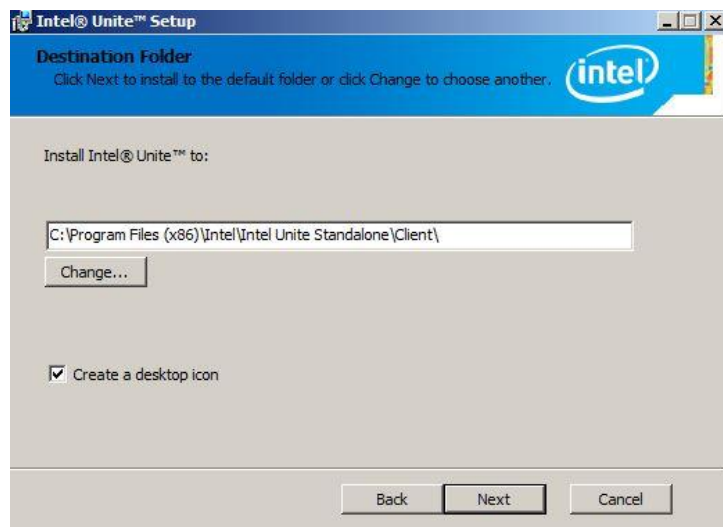 Intel® Unite™ Setup
Destination Folder
Click Next to install to the default folder or click Change to choose another.
intel
Install Intel® Unite™ to:
C:\Program Files (x86)\Intel\Intel Unite Standalone\Client\
Change...
Create a desktop icon
Back Next Cancel